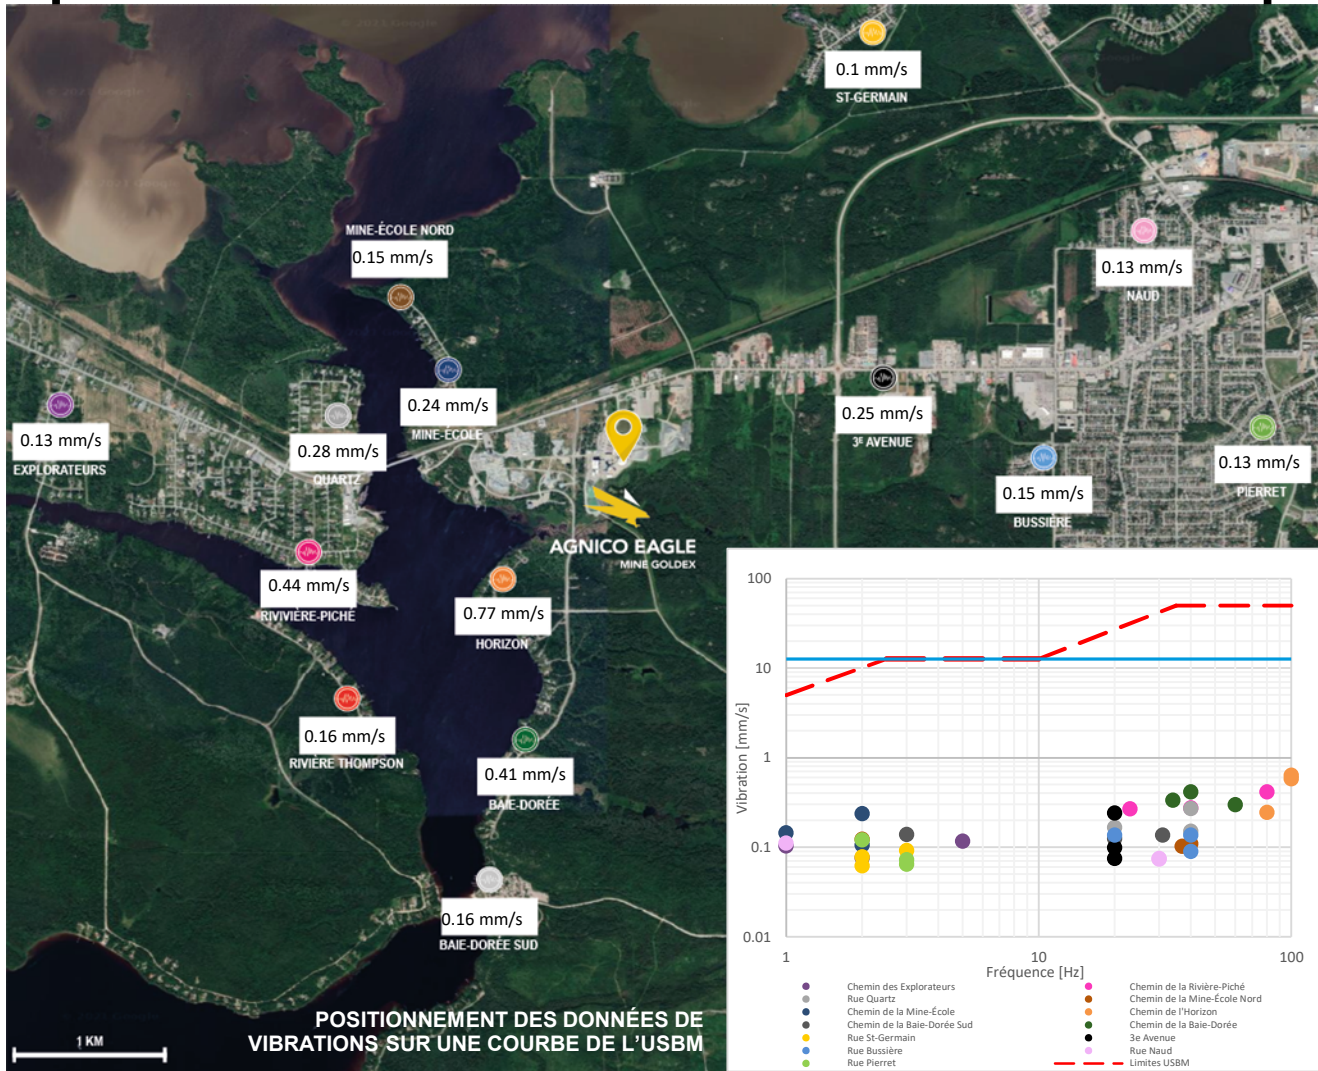 0.1 mm/s
ST-GERMAIN
MINE-ÉCOLE NORD
0.15 mm/s
0.13 mm/s
NAUD
0.24 mm/s
MINE-ÉCOLE
0.13 mm/s
EXPLORATEURS
0.28 mm/s
QUARTZ
0.25 mm/s
3E AVENUE
0.13 mm/s
PIERRET
0.15 mm/s
BUSSIÈRE
AGNICO EAGLE
MINE GOLDEX
0.44 mm/s
RIVIVIÈRE-PICHÉ
0.77 mm/s
HORIZON
0.16 mm/s
RIVIÈRE THOMPSON
0.41 mm/s
BAIE-DORÉE
0.16 mm/s
BAIE-DORÉE SUD
POSITIONNEMENT DES DONNÉES DE
VIBRATIONS SUR UNE COURBE DE L'USBM
1 KM
Vibration [mm/s]
100
10
1
0.1
0.01
1 10 100
Fréquence [Hz]
Chemin des Explorateurs Chemin de la Rivière-Piché
Rue Quartz Chemin de la Mine-École Nord
Chemin de la Mine-École Chemin de l'Horizon
Chemin de la Baie-Dorée Sud Chemin de la Baie-Dorée
Rue St-Germain 3e Avenue
Rue Bussière Rue Naud
Rue Pierret Limites USBM